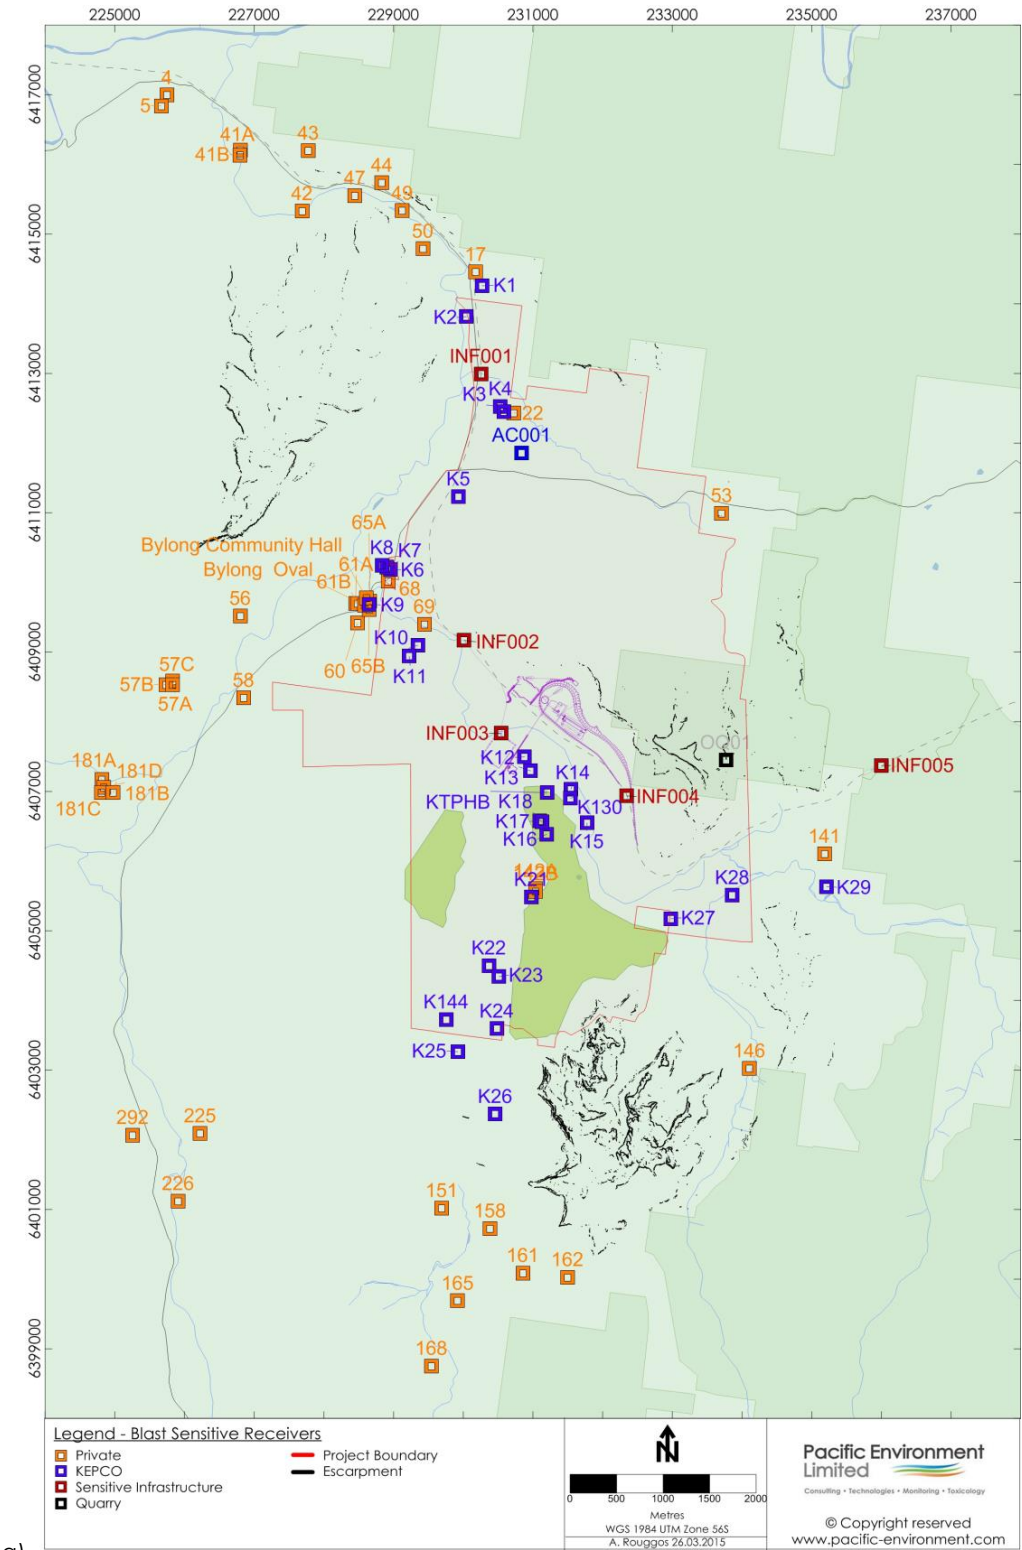 225000 227000 229000 231000 233000 235000 237000
6417000
4
5
41A
41B
43
44
47
42
49
6415000
50
17
K1
K2
INF001
6413000
K4
K3
22
AC001
K5
53
6411000
65A
Bylong Community Hall
K8
K7
61A
K6
Bylong Oval
61B
68
56
K9
69
K10
INF002
6409000
60
65B
K11
57C
57B
57A
58
INF003
OQ01
K12
INF005
181A
181D
K13
K14
6407000
181C
181B
KTPHB
K18
K130
INF004
K17
K16
K15
141
K21
K28
K29
K27
6405000
K22
K23
K144
K24
K25
6403000
146
K26
292
225
226
151
6401000
158
161
162
165
6399000
168
Legend - Blast Sensitive Receivers
Private
Project Boundary
KEPCO
Escarpment
Sensitive Infrastructure
Quarry
N
0 500 1000 1500 2000
Metres
WGS 1984 UTM Zone 56S
A. Rouggos 26.03.2015
Pacific Environment
Limited
Consulting • Technologies • Monitoring • Toxicology
© Copyright reserved
www.pacific-environment.com